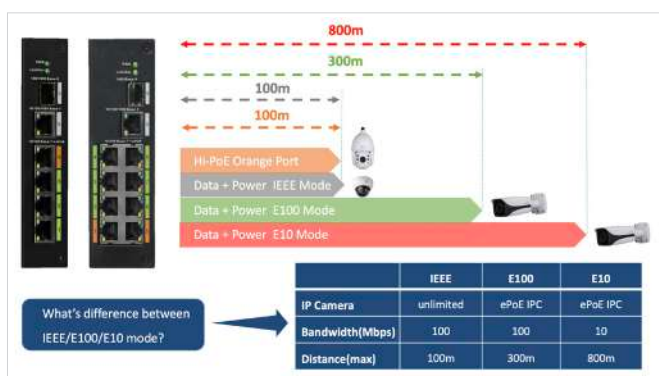 800m
300m
100m
100m
Hi-PoE Orange Port
Data + Power IEEE Mode
Data + Power E100 Mode
Data + Power E10 Mode
What's difference between
IEEE/E100/E10 mode?
IEEE E100 E10
IP Camera unlimited ePoE IPC ePoE IPC
Bandwidth(Mbps) 100 100 10
Distance(max) 100m 300m 800m